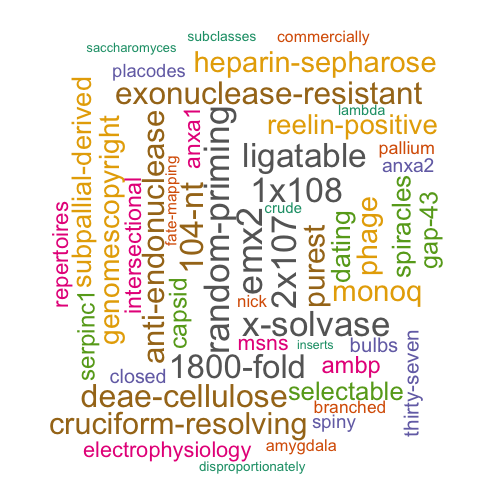 subclasses
commercially
saccharomyces
placodes
heparin-sepharose
exonuclease-resistant
lambda
reelin-positive
anxa1
pallium
ligatable
anxa2
subpallial-derived
genomescopyright
anti-endonuclease
random-priming
fate-mapping
104-nt
1x108
crude
emx2
2x107
repertoires
intersectional
purest
dating
phage
spiracles
gap-43
serpinc1
capsid
nick
monoq
x-solvase
msns
inserts
bulbs
1800-fold
ambp
closed
thirty-seven
deae-cellulose
selectable
branched
cruciform-resolving
spiny
electrophysiology
amygdala
disproportionately